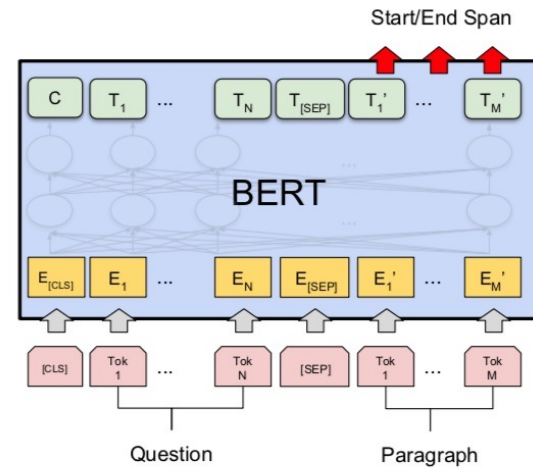 Start/End Span
C T1 ... TN T[SEP] T1' ... TM'
...
BERT
...
E[CLS] E1 ... EN E[SEP] E1' ... EM'
[CLS] Tok 1 ... Tok N [SEP] Tok 1 ... Tok M
Question Paragraph